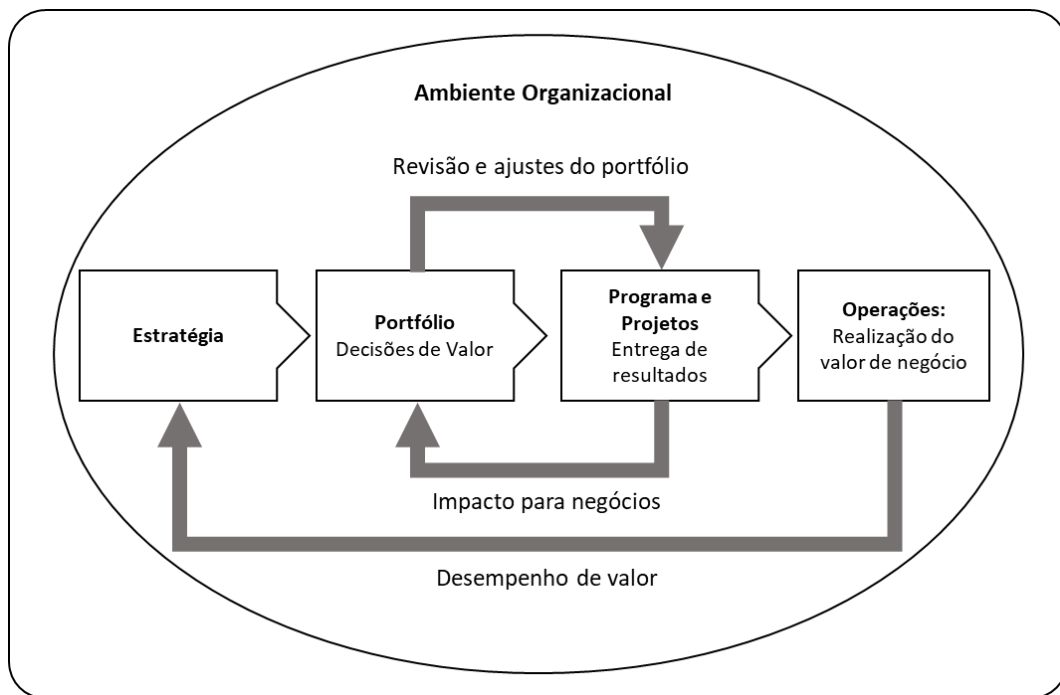 Ambiente Organizacional
Revisão e ajustes do portfólio
Estratégia
Portfólio
Decisões de Valor
Programa e
Projetos
Entrega de
resultados
Operações:
Realização do
valor de negócio
Impacto para negócios
Desempenho de valor